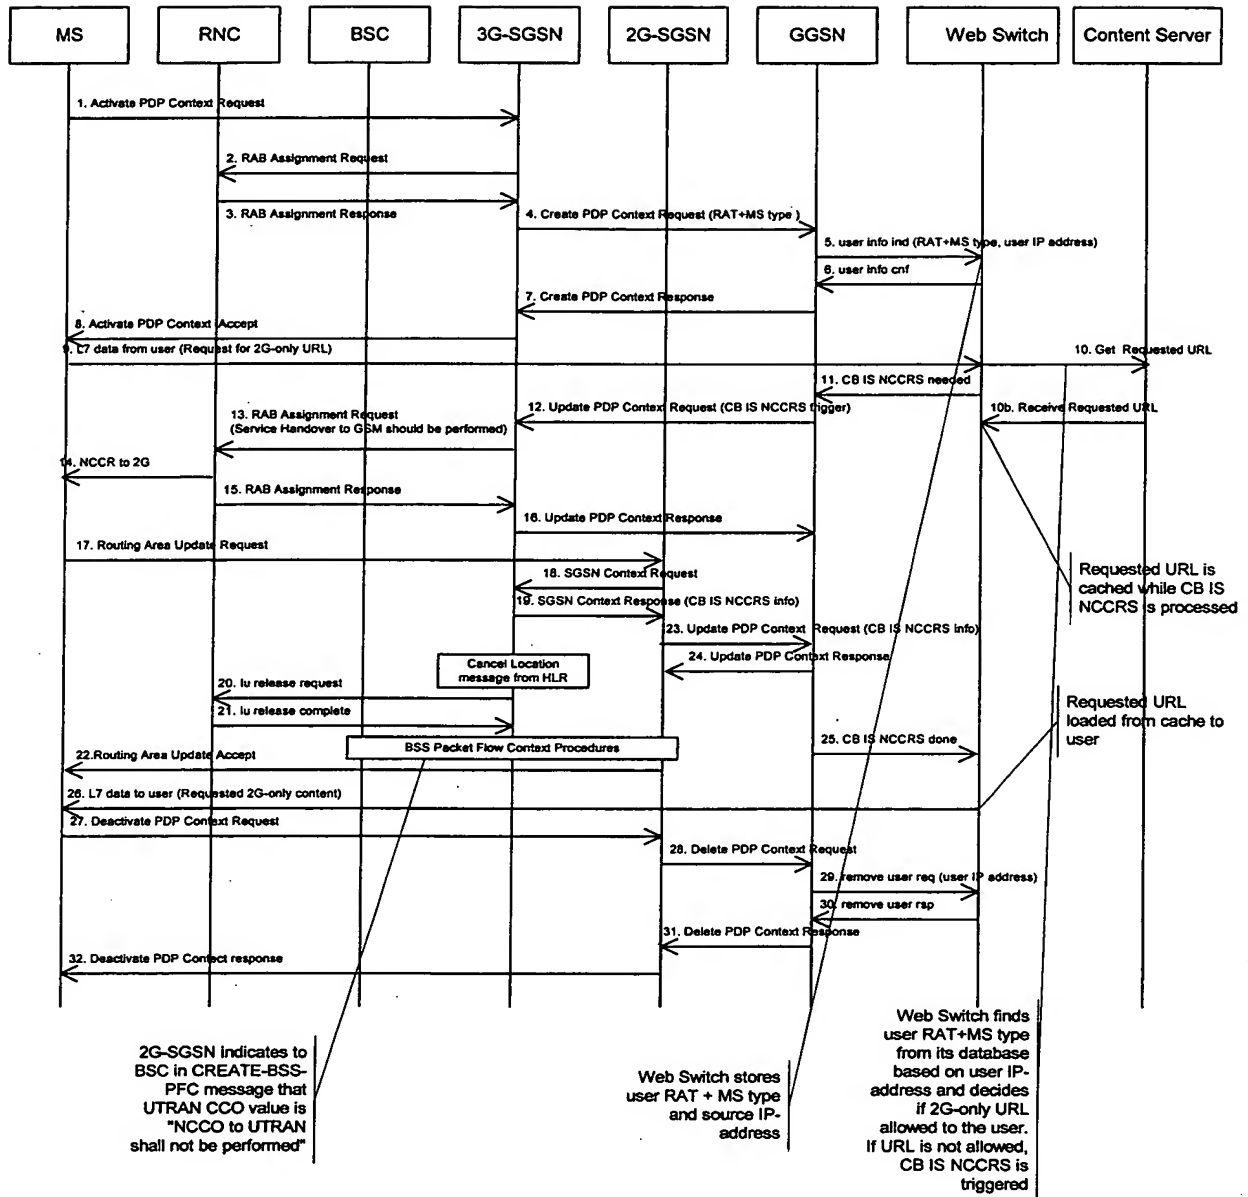 MS RNC BSC 3G-SGSN 2G-SGSN GGSN Web Switch Content Server
1. Activate PDP Context Request
2. RAB Assignment Request
3. RAB Assignment Response
4. Create PDP Context Request (RAT+MS type )
5. user info ind (RAT+MS type, user IP address)
6. user info cnf
7. Create PDP Context Response
8. Activate PDP Context Accept
9. L7 data from user (Request for 2G-only URL)
10. Get Requested URL
11. CB IS NCCRS needed
12. Update PDP Context Request (CB IS NCCRS trigger)
10b. Receive Requested URL
13. RAB Assignment Request
(Service Handover to GSM should be performed)
14. NCCR to 2G
15. RAB Assignment Response
16. Update PDP Context Response
17. Routing Area Update Request
18. SGSN Context Request
19. SGSN Context Response (CB IS NCCRS info)
Requested URL is
cached while CB IS
NCCRS is processed
23. Update PDP Context Request (CB IS NCCRS info)
24. Update PDP Context Response
Cancel Location
message from HLR
20. Iu release request
21. Iu release complete
Requested URL
loaded from cache to
user
BSS Packet Flow Context Procedures
25. CB IS NCCRS done
22.Routing Area Update Accept
26. L7 data to user (Requested 2G-only content)
27. Deactivate PDP Context Request
28. Delete PDP Context Request
29. remove user req (user IP address)
30. remove user rsp
31. Delete PDP Context Response
32. Deactivate PDP Contect response
2G-SGSN indicates to
BSC in CREATE-BSS-
PFC message that
UTRAN CCO value is
"NCCO to UTRAN
shall not be performed"
Web Switch stores
user RAT + MS type
and source IP-
address
Web Switch finds
user RAT+MS type
from its database
based on user IP-
address and decides
if 2G-only URL
allowed to the user.
If URL is not allowed,
CB IS NCCRS is
triggered